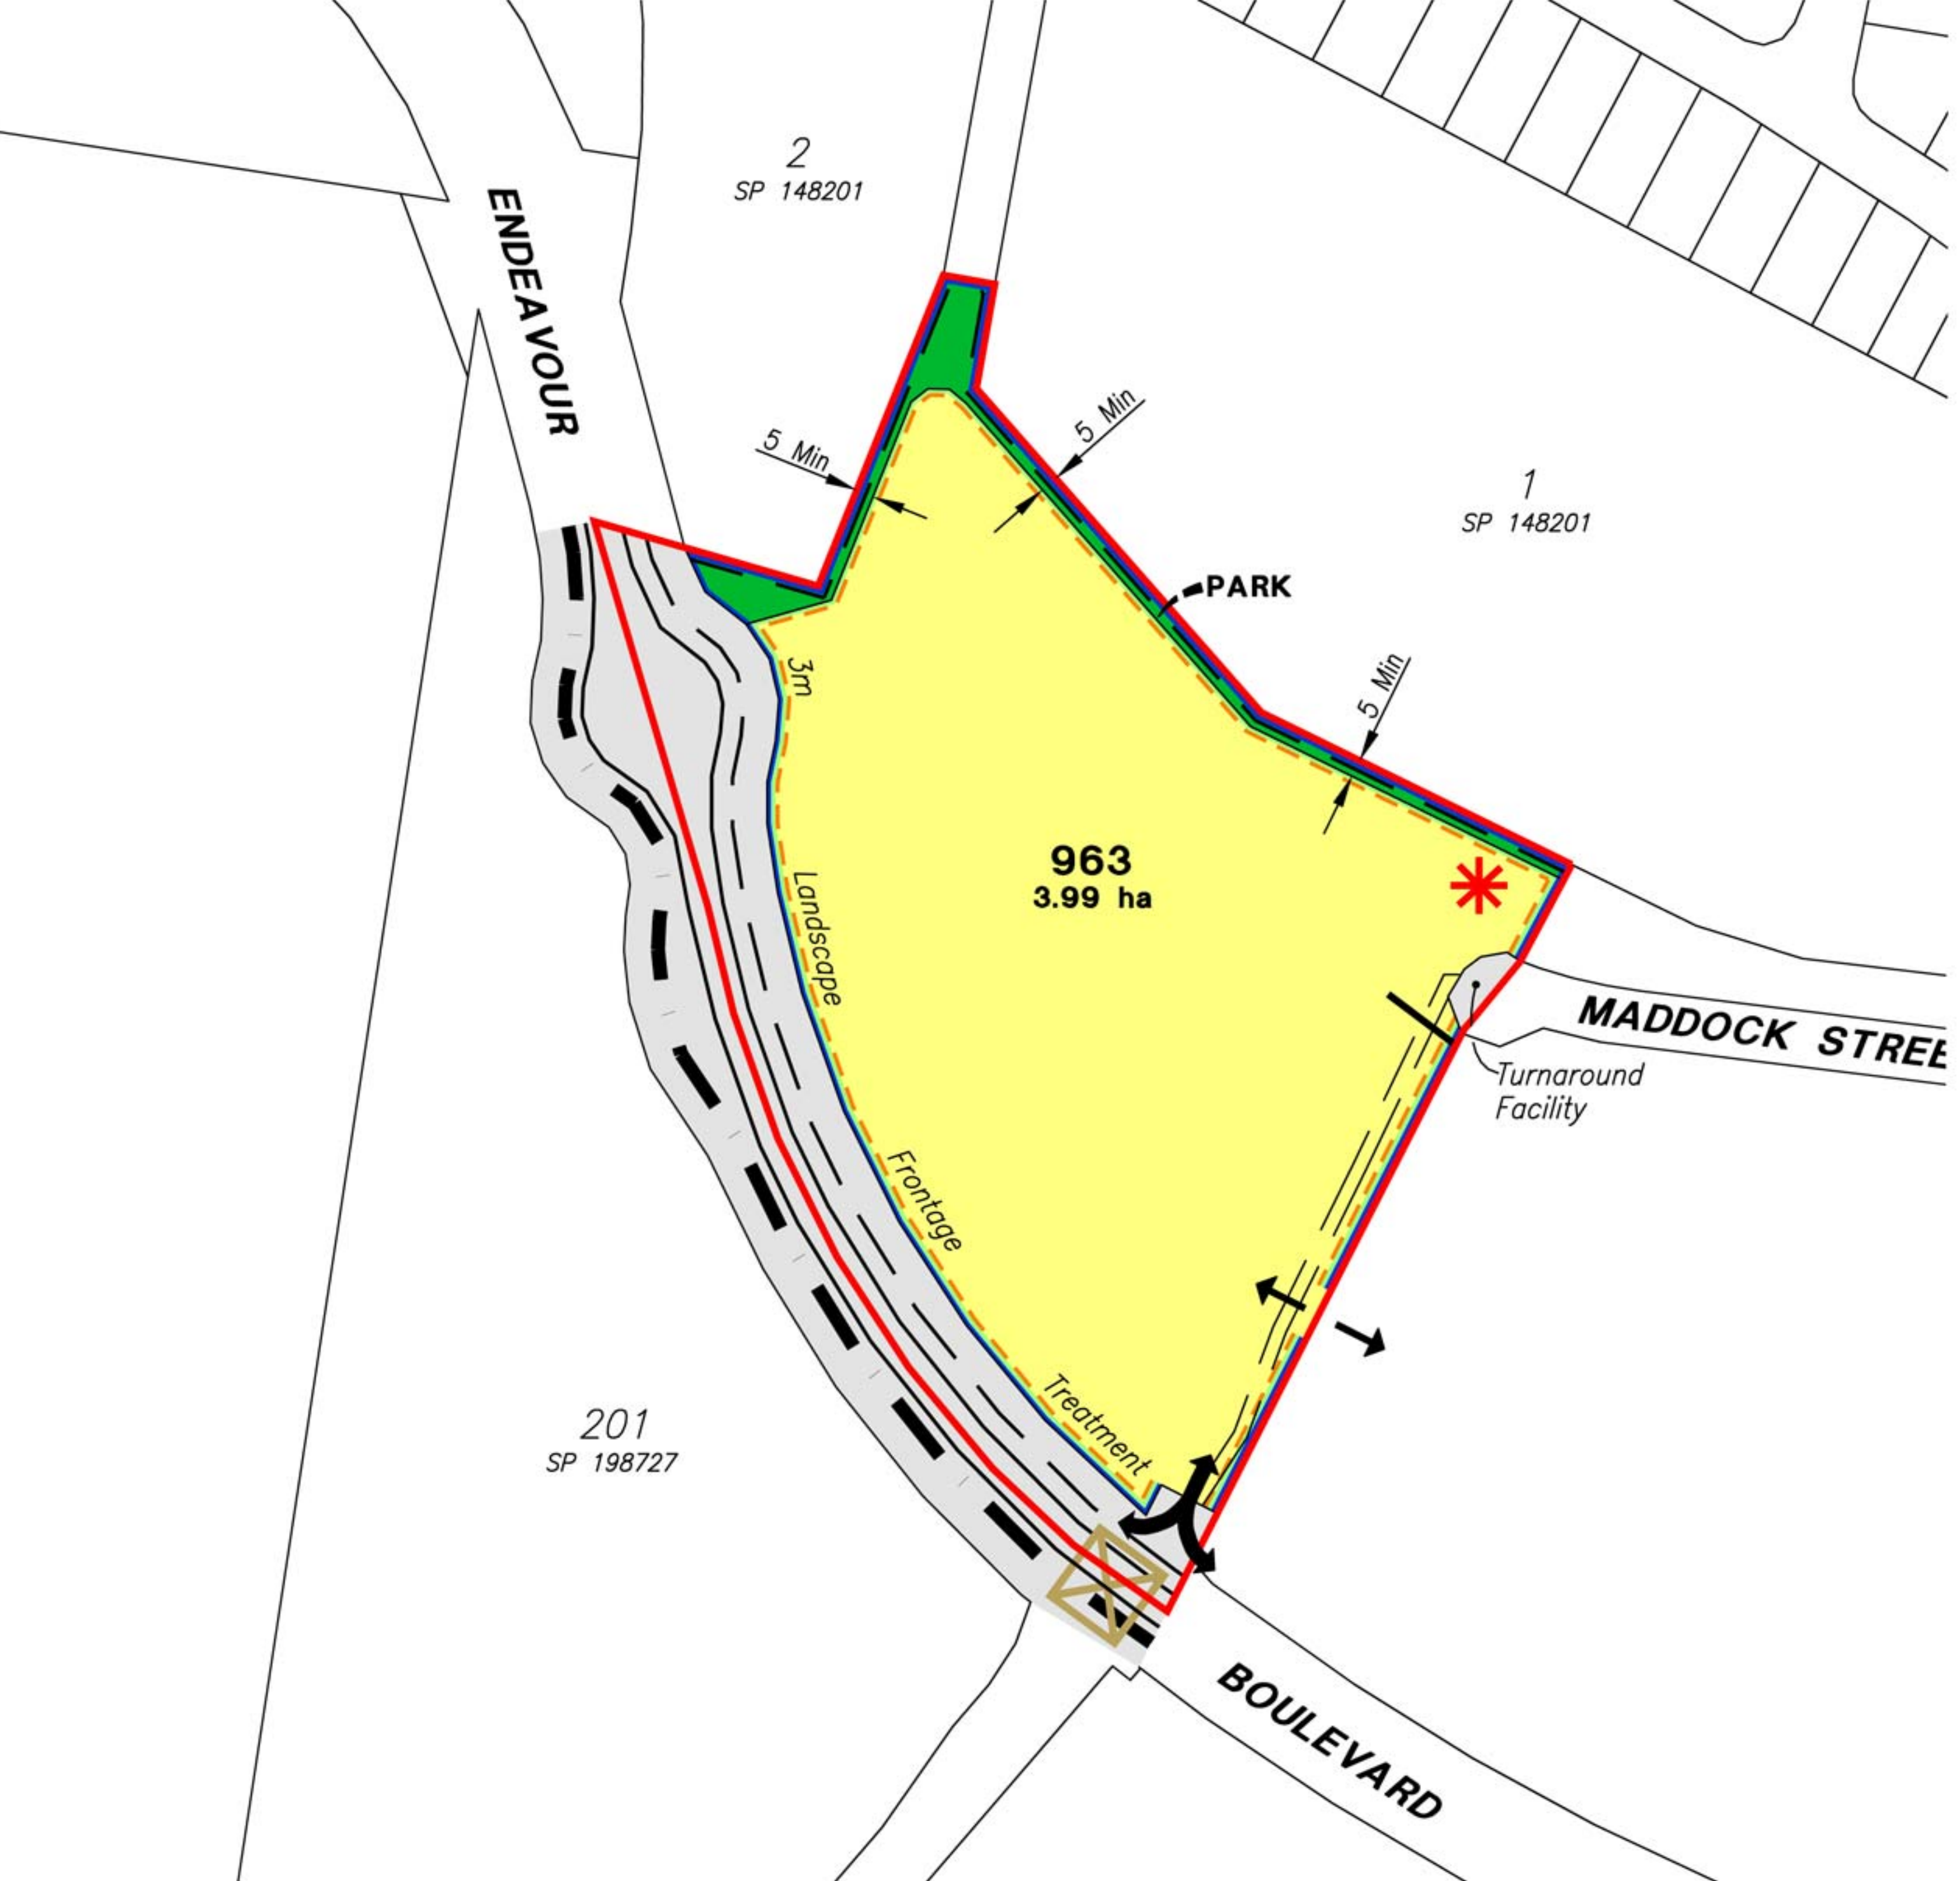 2
SP 148201
ENDEAVOUR
5 Min
5 Min
1
SP 148201
PARK
3m
5 Min
963
3.99 ha
Landscape
MADDOCK STREE
Turnaround
Facility
Frontage
Treatment
201
SP 198727
BOULEVARD